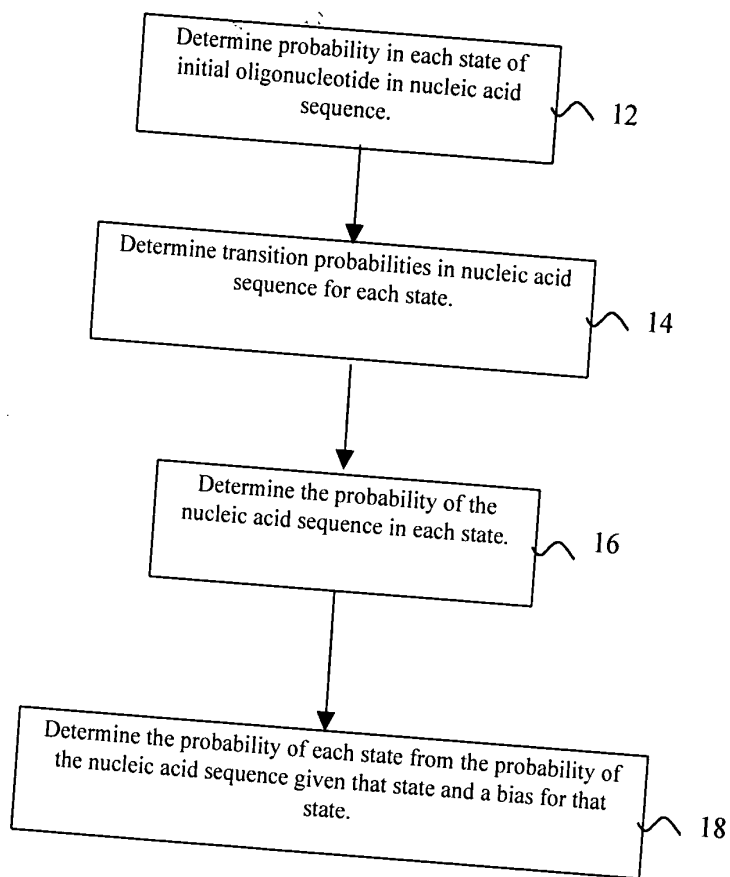 Determine probability in each state of
initial oligonucleotide in nucleic acid
sequence.
12
Determine transition probabilities in nucleic acid
sequence for each state.
14
Determine the probability of the
nucleic acid sequence in each state.
16
Determine the probability of each state from the probability of
the nucleic acid sequence given that state and a bias for that
state.
18